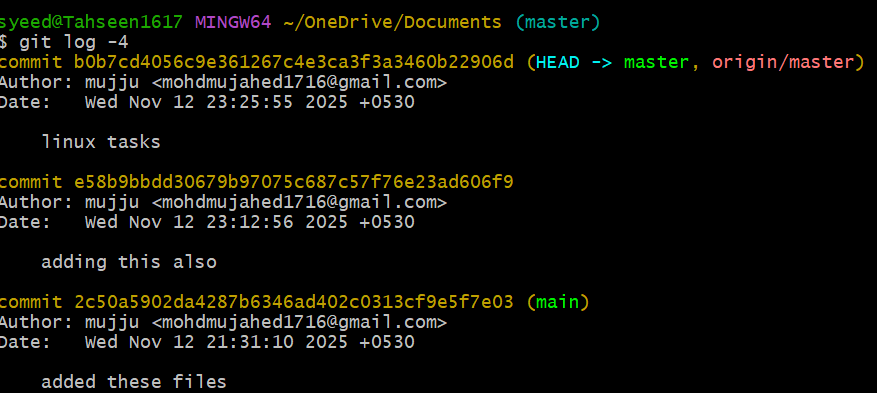 syeed@Tahseen1617 MINGW64 ~/OneDrive/Documents (master)
$ git log -4
commit b0b7cd4056c9e361267c4e3ca3f3a3460b22906d (HEAD -> master, origin/master)
Author: mujju <mohdmujahed1716@gmail.com>
Date:   Wed Nov 12 23:25:55 2025 +0530
    linux tasks
commit e58b9bbdd30679b97075c687c57f76e23ad606f9
Author: mujju <mohdmujahed1716@gmail.com>
Date:   Wed Nov 12 23:12:56 2025 +0530
    adding this also
commit 2c50a5902da4287b6346ad402c0313cf9e5f7e03 (main)
Author: mujju <mohdmujahed1716@gmail.com>
Date:   Wed Nov 12 21:31:10 2025 +0530
    added these files